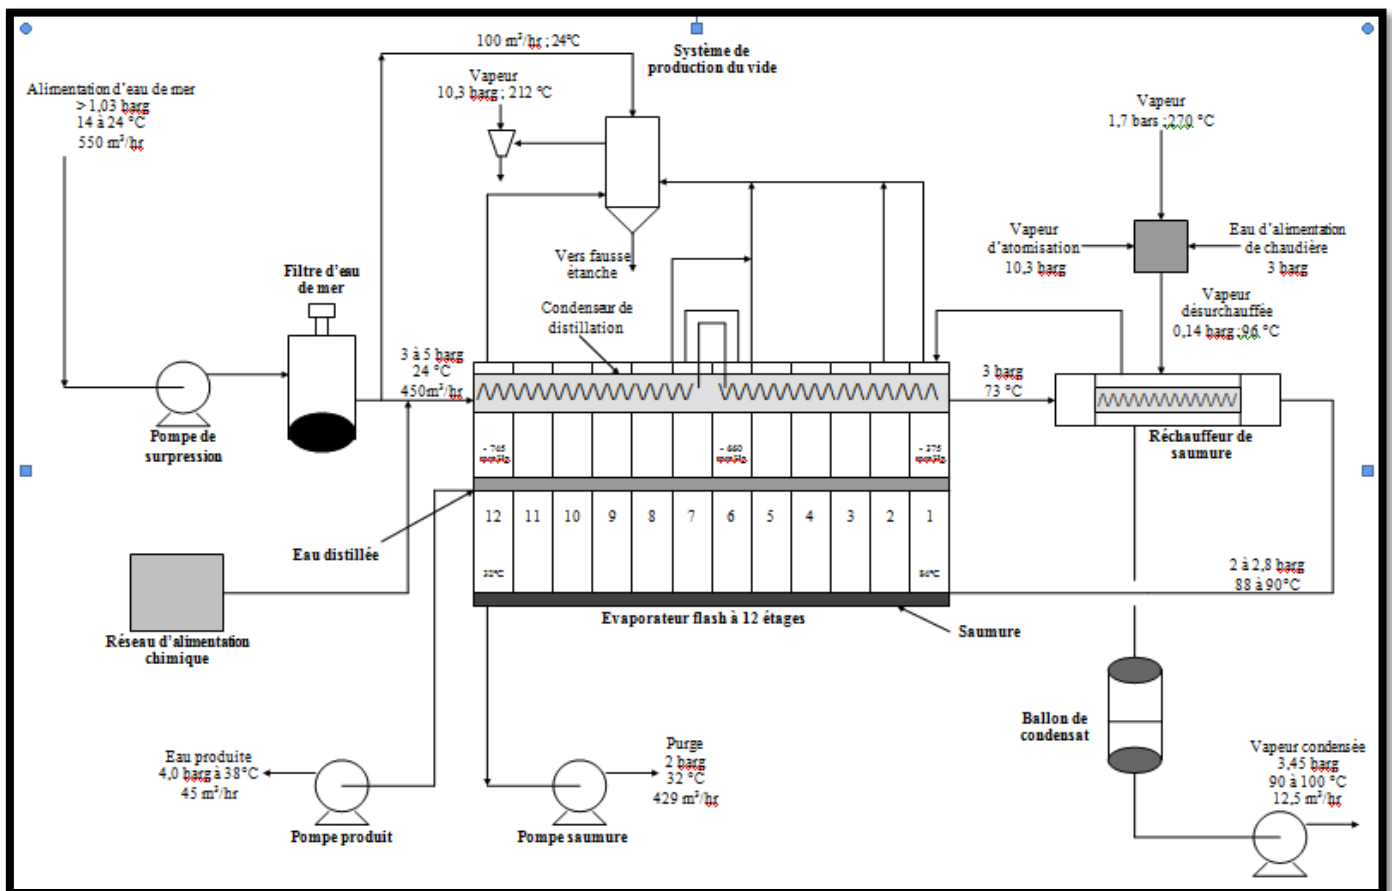 100 m³/hr ; 24°C
Système de
production du vide
Vapeur
10,3 barg ; 212 °C
Alimentation d'eau de mer
> 1,03 barg
14 à 24 °C
550 m³/hr
Vapeur
1,7 bars ;270 °C
Vapeur
d'atomisation
10,3 barg
Eau d'alimentation
de chaudière
3 barg
Vers fausse
étanche
Filtre d'eau
de mer
Vapeur
désurchauffée
0,14 barg ;96 °C
Condenseur de
distillation
3 à 5 barg
24 °C
450m³/hr
3 barg
73 °C
Pompe de
surpression
Réchauffeur de
saumure
- 765
mmHg
- 660
mmHg
- 375
mmHg
12 11 10 9 8 7 6 5 4 3 2 1
Eau distillée
32°C
2 à 2,8 barg
88 à 90°C
Evaporateur flash à 12 étages
Saumure
Réseau d'alimentation
chimique
Ballon de
condensat
Eau produite
4,0 barg à 38°C
45 m³/hr
Purge
2 barg
32 °C
429 m³/hr
Vapeur condensée
3,45 barg
90 à 100 °C
12,5 m³/hr
Pompe produit
Pompe saumure